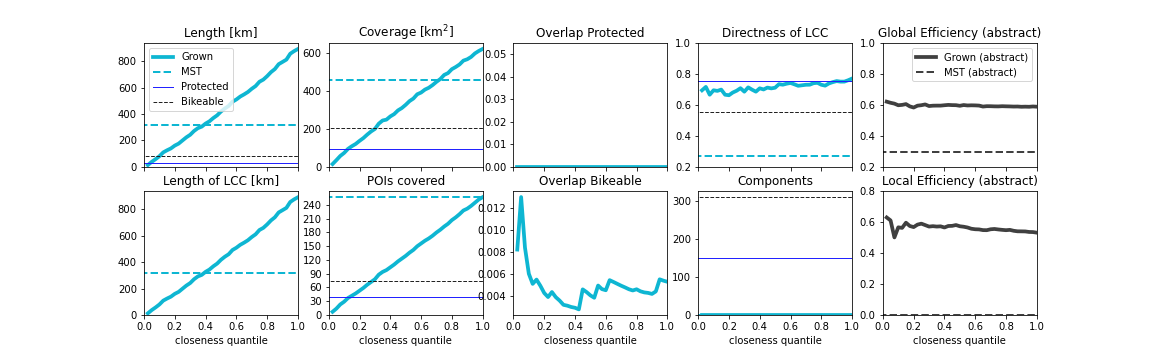 Length [km]
Coverage [km²]
Overlap Protected
Directness of LCC
Global Efficiency (abstract)
Grown
MST
Protected
Bikeable
Grown (abstract)
MST (abstract)
800
600
400
200
0
600
400
200
0
0.05
0.04
0.03
0.02
0.01
0.00
1.0
0.8
0.6
0.4
0.2
1.0
0.8
0.6
0.4
0.2
Length of LCC [km]
POIs covered
Overlap Bikeable
Components
Local Efficiency (abstract)
800
600
400
200
0
240
210
180
150
120
90
60
30
0
0.012
0.010
0.008
0.006
0.004
300
200
100
0
0.8
0.6
0.4
0.2
0.0
0.0 0.2 0.4 0.6 0.8 1.0
0.0 0.2 0.4 0.6 0.8 1.0
0.0 0.2 0.4 0.6 0.8 1.0
0.0 0.2 0.4 0.6 0.8 1.0
0.0 0.2 0.4 0.6 0.8 1.0
closeness quantile
closeness quantile
closeness quantile
closeness quantile
closeness quantile